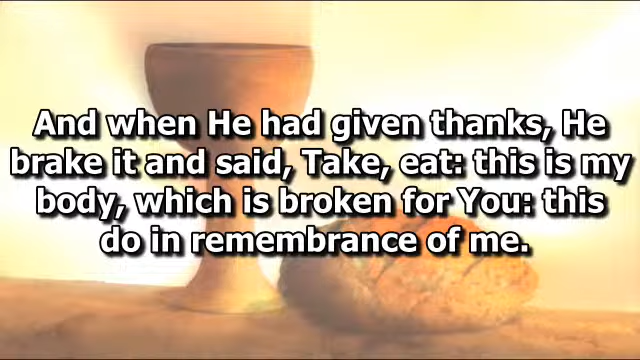 And when He had given thanks, He
brake it and said, Take, eat: this is my
body, which is broken for You: this
do in remembrance of me.